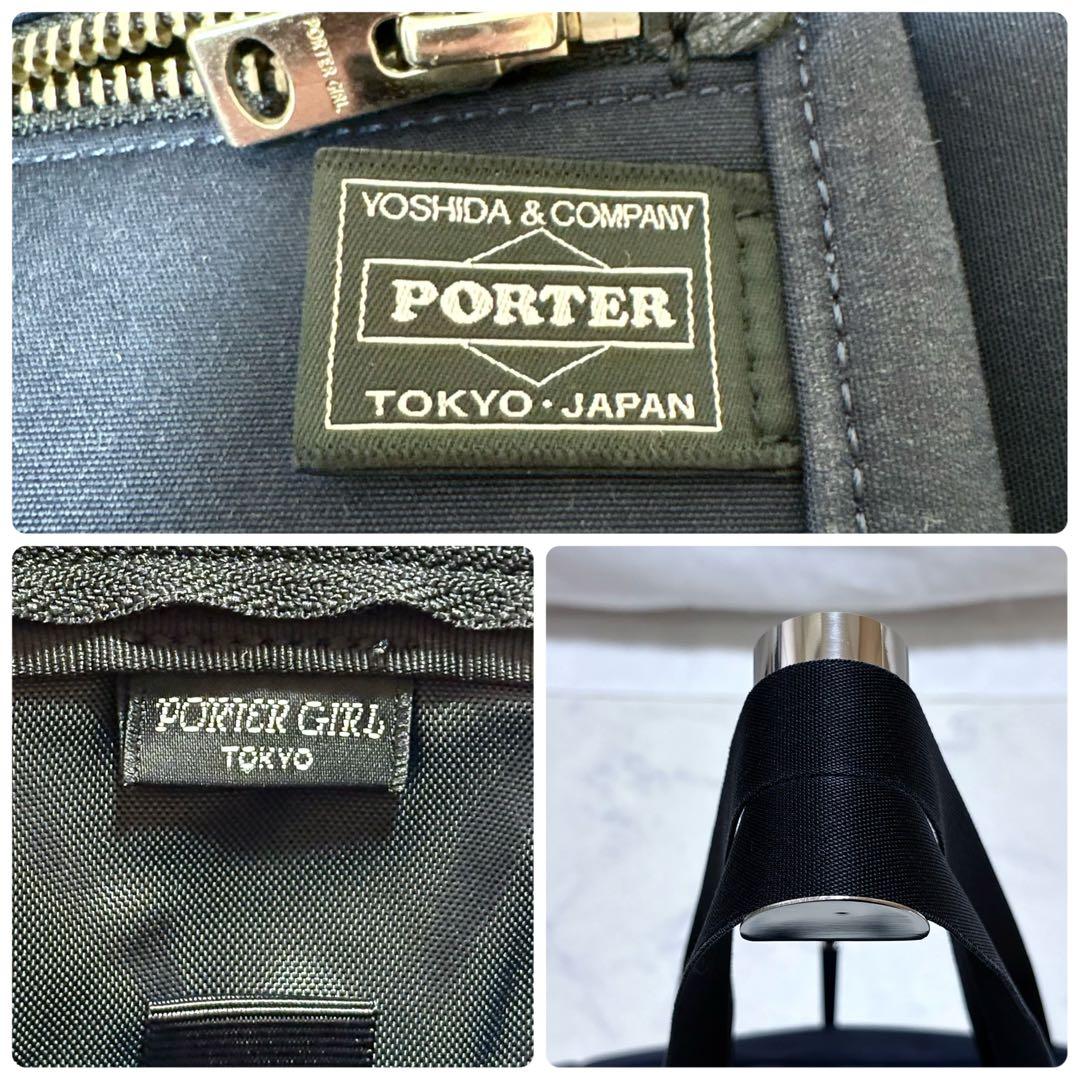 PORTER GIRL
YOSHIDA & COMPANY
PORTER
TOKYO・JAPAN
PORTER GIRL
TOKYO